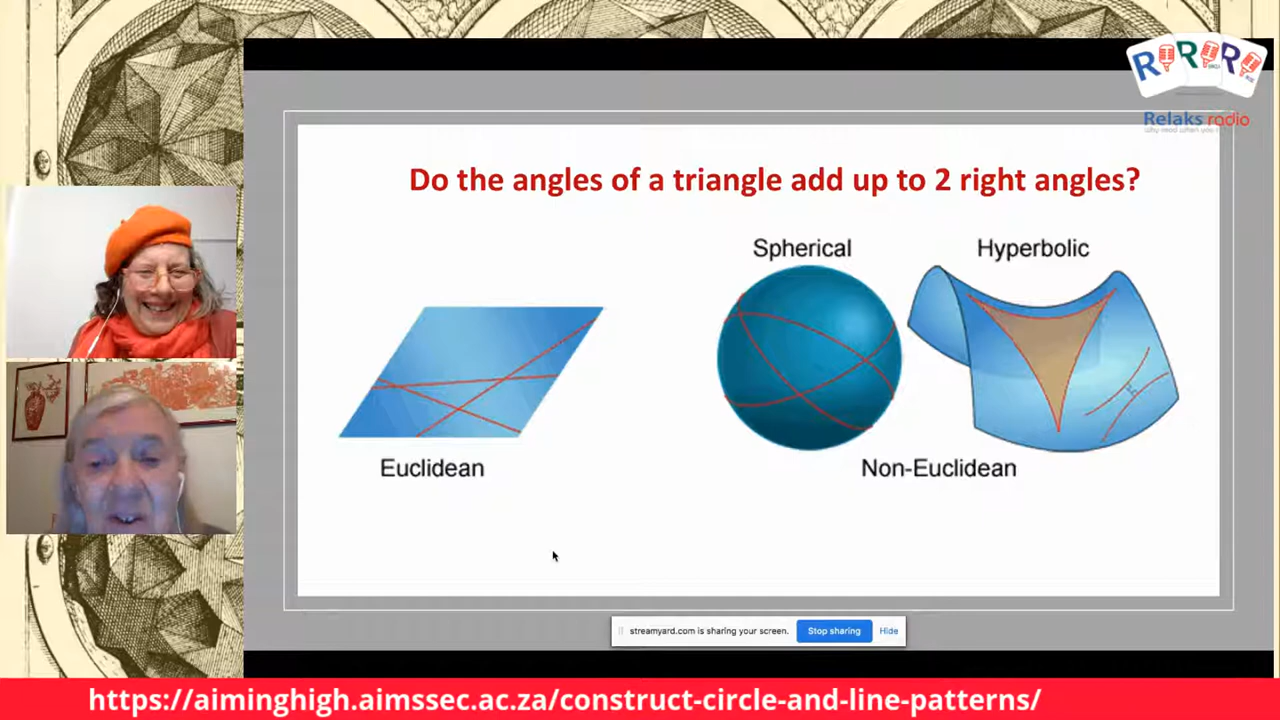 RRRR
Relaks radio
Do the angles of a triangle add up to 2 right angles?
Spherical
Hyperbolic
Euclidean
Non-Euclidean
streamyard.com is sharing your screen.
Stop sharing
Hide
https://aiminghigh.aimssec.ac.za/construct-circle-and-line-patterns/